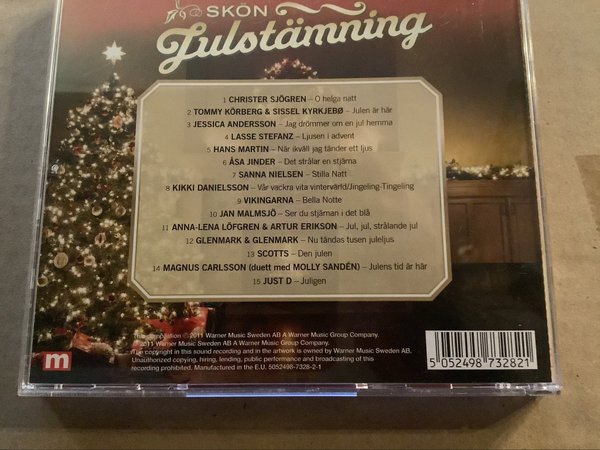 SKÖN
Julstämning
1 CHRISTER SJÖGREN – O helga natt
2 TOMMY KÖRBERG & SISSEL KYRKJEBØ – Julen är här
3 JESSICA ANDERSSON – Jag drömmer om en jul hemma
4 LASSE STEFANZ – Ljusen i advent
5 HANS MARTIN – När ikväll jag tänder ett ljus
6 ÅSA JINDER – Det strålar en stjärna
7 SANNA NIELSEN – Stilla Natt
8 KIKKI DANIELSSON – Vår vackra vita vintervärld/Jingeling-Tingeling
9 VIKINGARNA – Bella Notte
10 JAN MALMSJÖ – Ser du stjärnan i det blå
11 ANNA-LENA LÖFGREN & ARTUR ERIKSON – Jul, jul, strålande jul
12 GLENMARK & GLENMARK – Nu tändas tusen juleljus
13 SCOTTS – Den julen
14 MAGNUS CARLSSON (duett med MOLLY SANDÉN) – Julens tid är här
15 JUST D – Juligen
This compilation ℗ 2011 Warner Music Sweden AB A Warner Music Group Company.
© 2011 Warner Music Sweden AB A Warner Music Group Company.
The copyright in this sound recording and in the artwork is owned by Warner Music Sweden AB.
Unauthorized copying, hiring, lending, public performance and broadcasting of this
recording prohibited. Manufactured in the E.U. 5052498-7328-2-1
m
5 052498 732821